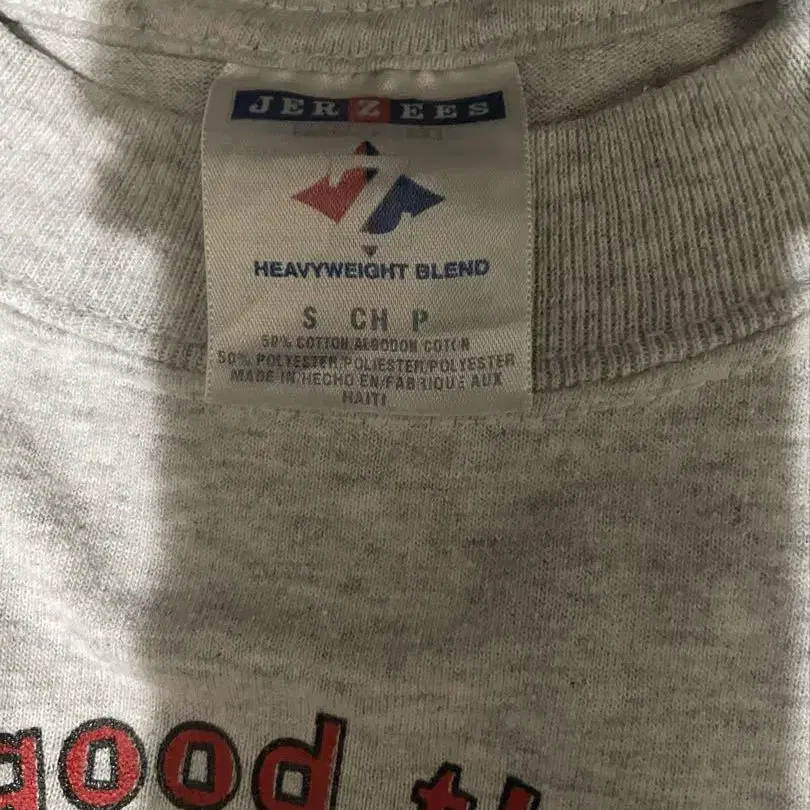 JERZEES
HEAVYWEIGHT BLEND
S CH P
50% COTTON/ALGODON/COTON
50% POLYESTER/POLIESTER/POLYESTER
MADE IN/HECHO EN/FABRIQUE AUX
HAITI
good